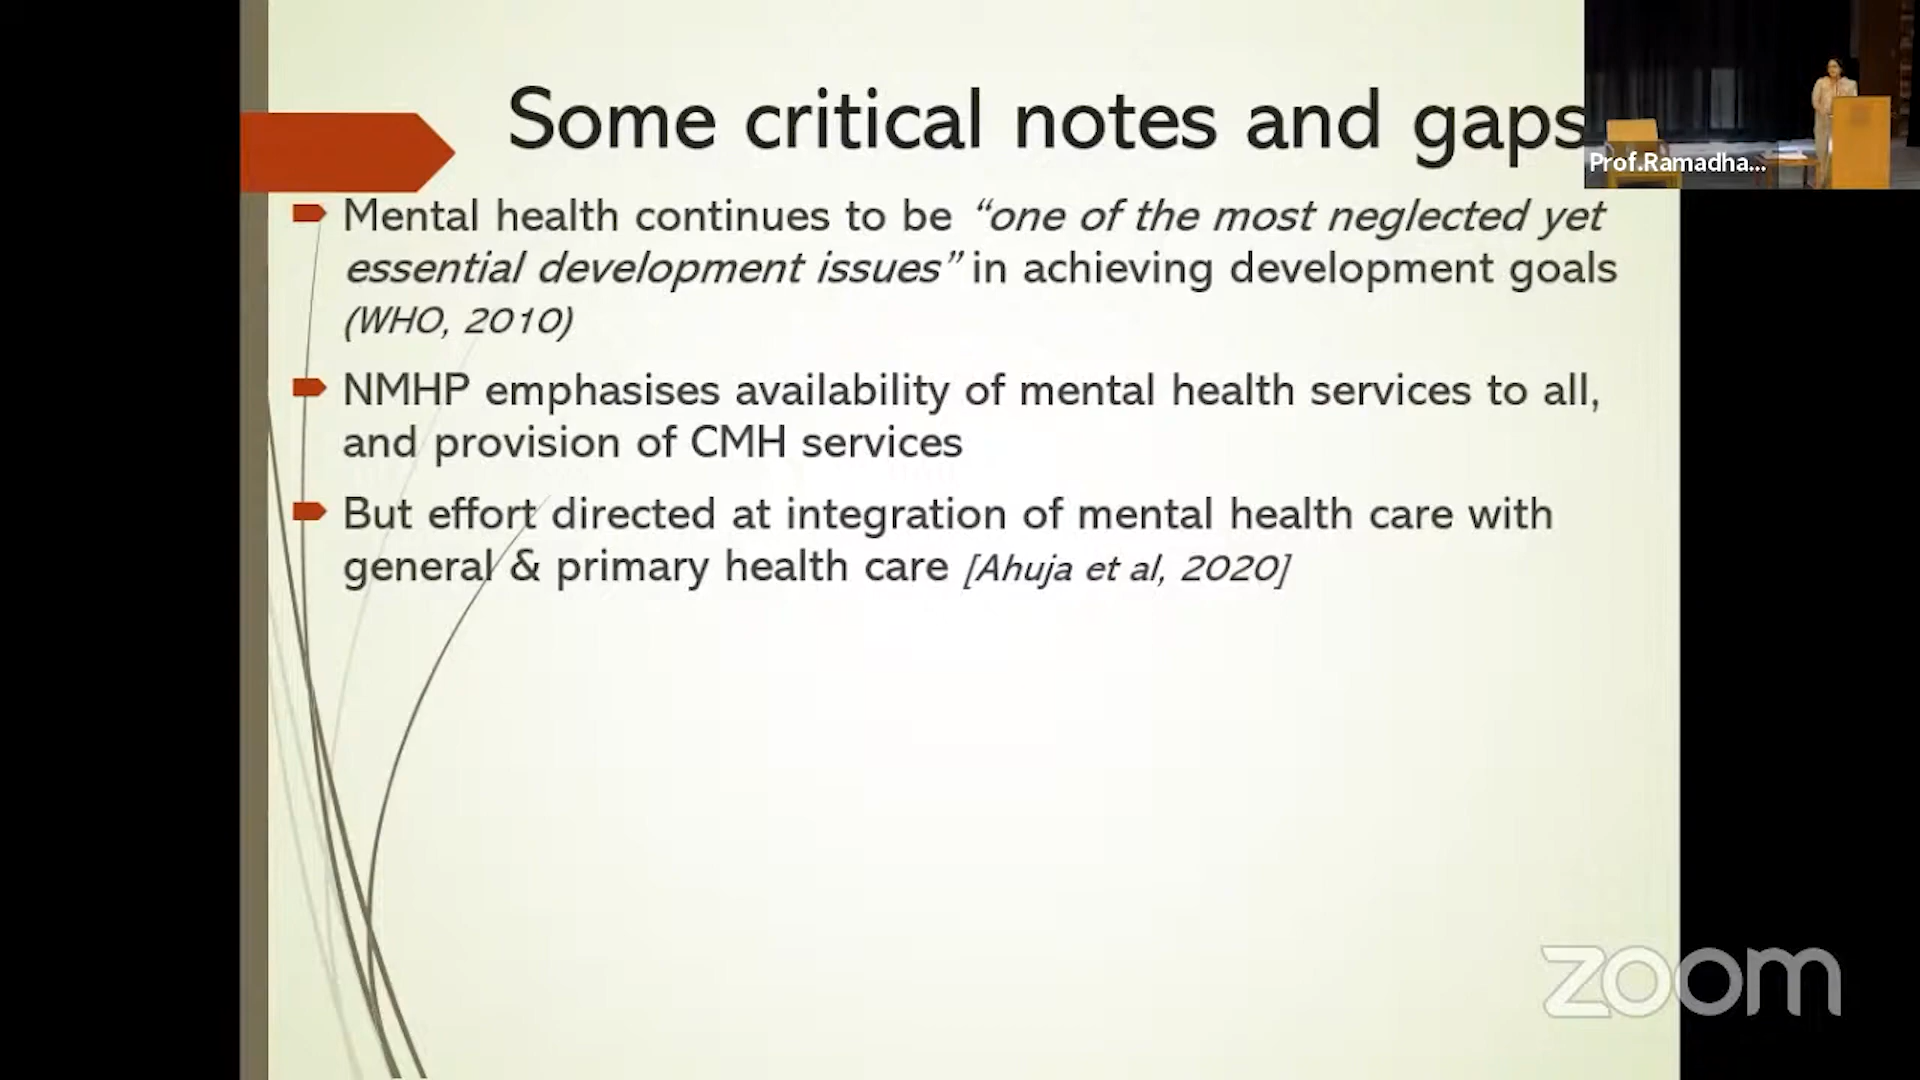 Some critical notes and gaps
Prof.Ramadha...
Mental health continues to be “one of the most neglected yet
essential development issues” in achieving development goals
(WHO, 2010)
NMHP emphasises availability of mental health services to all,
and provision of CMH services
But effort directed at integration of mental health care with
general & primary health care [Ahuja et al, 2020]
zoom